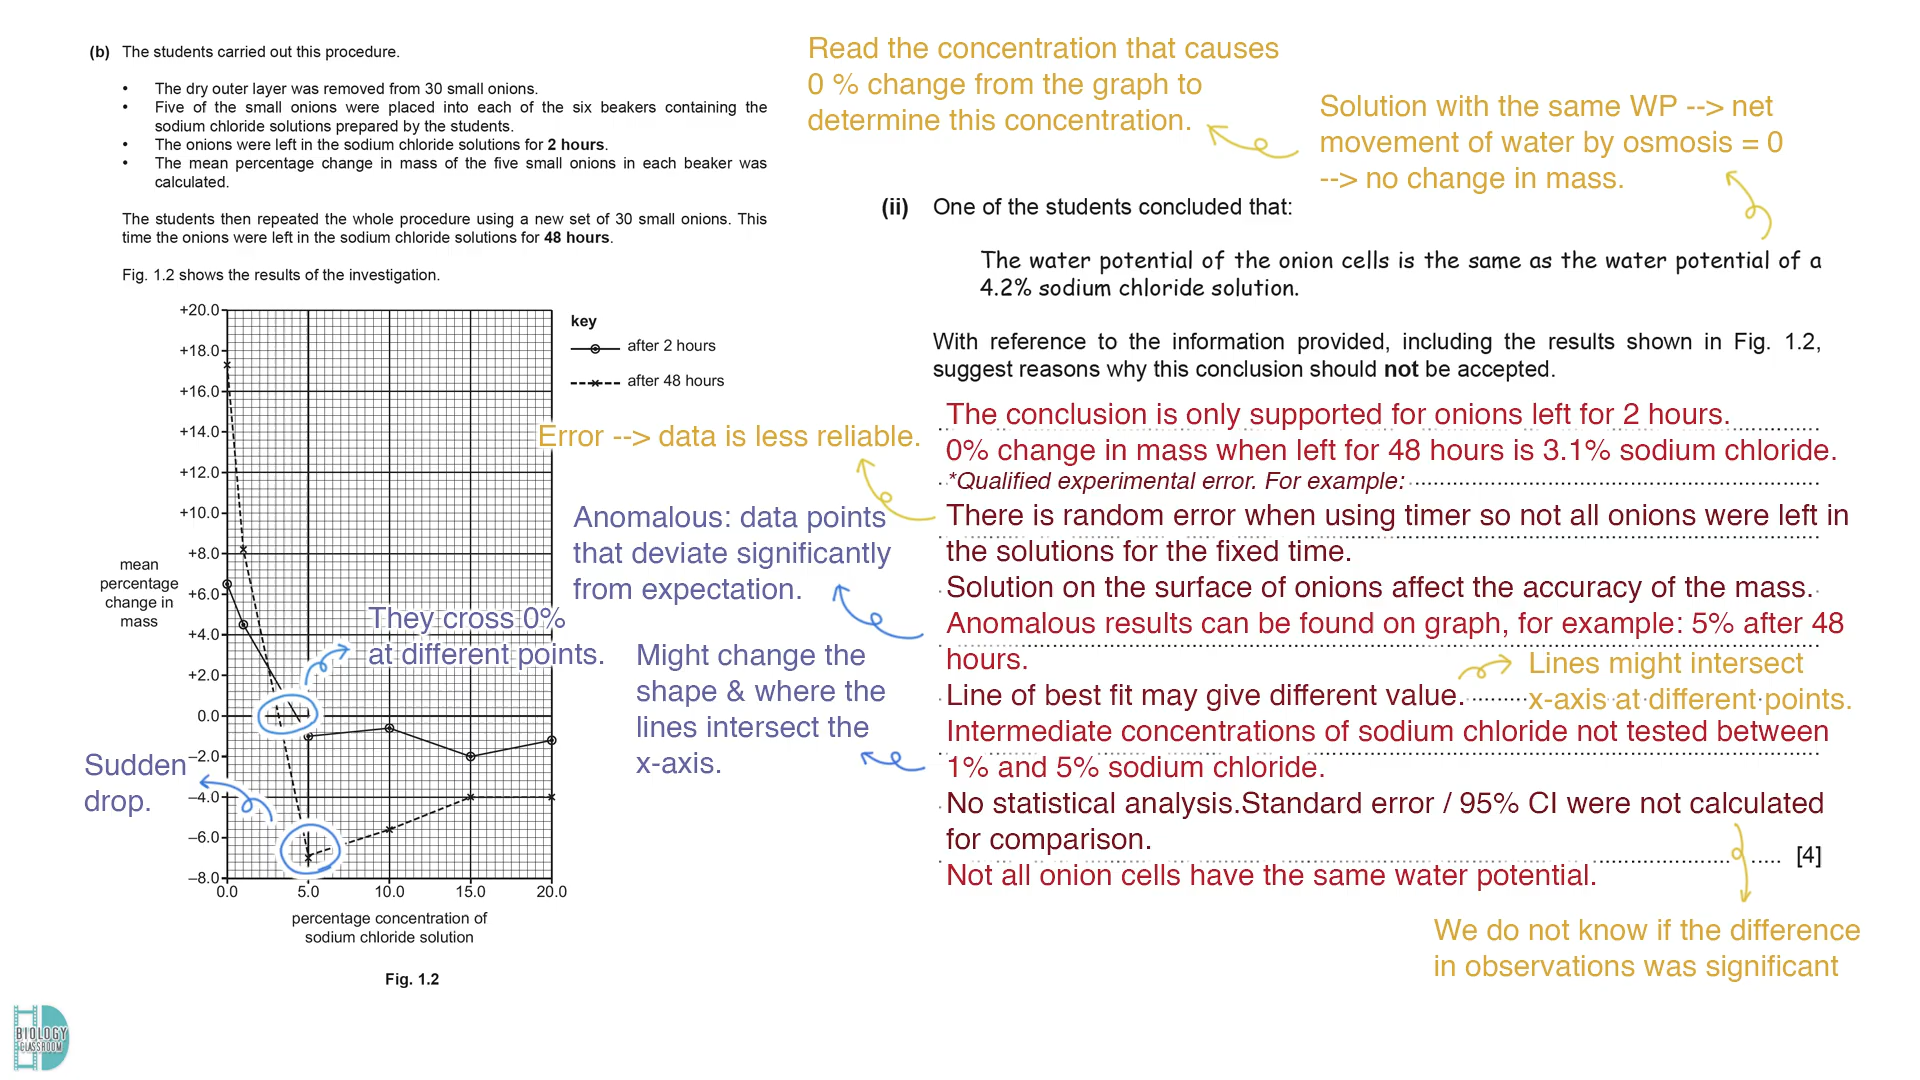 (b) The students carried out this procedure.
• The dry outer layer was removed from 30 small onions.
• Five of the small onions were placed into each of the six beakers containing the
sodium chloride solutions prepared by the students.
• The onions were left in the sodium chloride solutions for 2 hours.
• The mean percentage change in mass of the five small onions in each beaker was
calculated.
The students then repeated the whole procedure using a new set of 30 small onions. This
time the onions were left in the sodium chloride solutions for 48 hours.
Fig. 1.2 shows the results of the investigation.
+20.0
+18.0
+16.0
+14.0
+12.0
+10.0
+8.0
+6.0
+4.0
+2.0
0.0
–2.0
–4.0
–6.0
–8.0
mean
percentage
change in
mass
0.0 5.0 10.0 15.0 20.0
percentage concentration of
sodium chloride solution
Fig. 1.2
key
after 2 hours
after 48 hours
They cross 0%
at different points.
Sudden
drop.
Error --> data is less reliable.
Anomalous: data points
that deviate significantly
from expectation.
Might change the
shape & where the
lines intersect the
x-axis.
Read the concentration that causes
0 % change from the graph to
determine this concentration.
Solution with the same WP --> net
movement of water by osmosis = 0
--> no change in mass.
(ii) One of the students concluded that:
The water potential of the onion cells is the same as the water potential of a
4.2% sodium chloride solution.
With reference to the information provided, including the results shown in Fig. 1.2,
suggest reasons why this conclusion should not be accepted.
The conclusion is only supported for onions left for 2 hours.
0% change in mass when left for 48 hours is 3.1% sodium chloride.
*Qualified experimental error. For example:
There is random error when using timer so not all onions were left in
the solutions for the fixed time.
Solution on the surface of onions affect the accuracy of the mass.
Anomalous results can be found on graph, for example: 5% after 48
hours.
Line of best fit may give different value.
Lines might intersect
x-axis at different points.
Intermediate concentrations of sodium chloride not tested between
1% and 5% sodium chloride.
No statistical analysis.Standard error / 95% CI were not calculated
for comparison.
[4]
Not all onion cells have the same water potential.
We do not know if the difference
in observations was significant
BIOLOGY
CLASSROOM